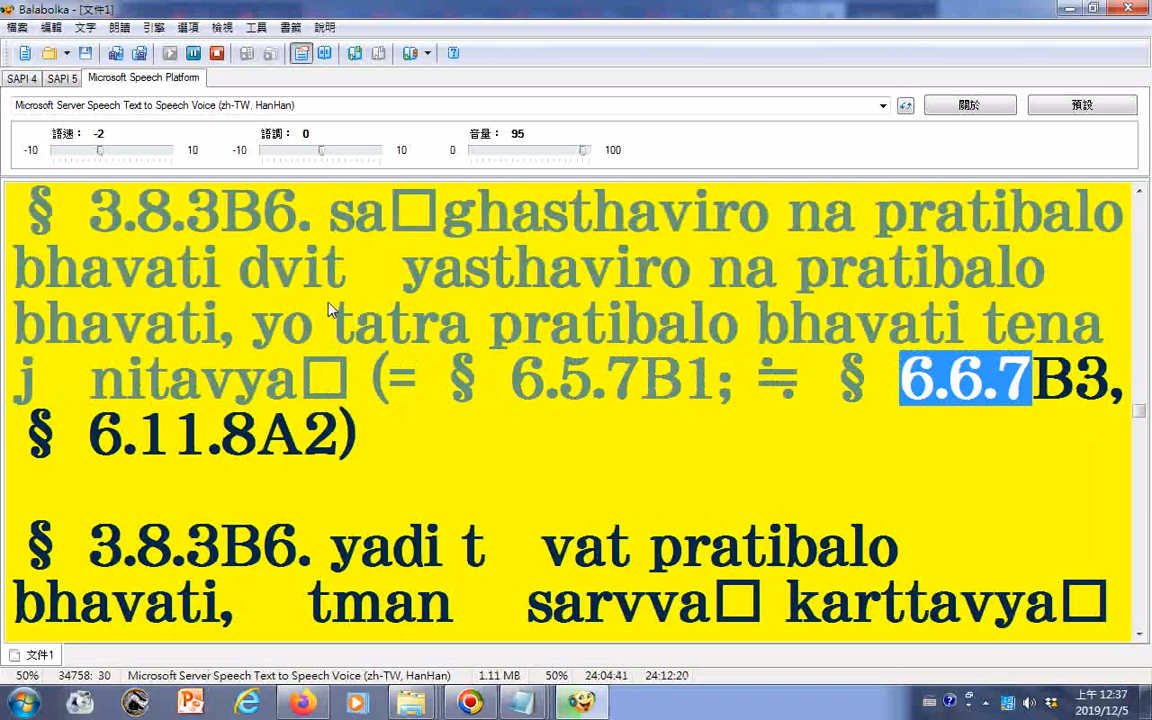 Balabolka - [文件1]
檔案 編輯 文字 朗讀 引擎 選項 檢視 工具 書籤 說明
SAPI 4 SAPI 5 Microsoft Speech Platform
Microsoft Server Speech Text to Speech Voice (zh-TW, HanHan) 關於 預設
語速： -2 語調： 0 音量： 95
-10 10 -10 10 0 100
§ 3.8.3B6. sa□ghasthaviro na pratibalo
bhavati dvit yasthaviro na pratibalo
bhavati, yo tatra pratibalo bhavati tena
j nitavya□ (= § 6.5.7B1; ≒ § 6.6.7B3,
§ 6.11.8A2)
§ 3.8.3B6. yadi t vat pratibalo
bhavati, tman sarvva□ karttavya□
文件1
50% 34758: 30 Microsoft Server Speech Text to Speech Voice (zh-TW, HanHan) 1.11 MB 50% 24:04:41 24:12:20
上午 12:37
2019/12/5